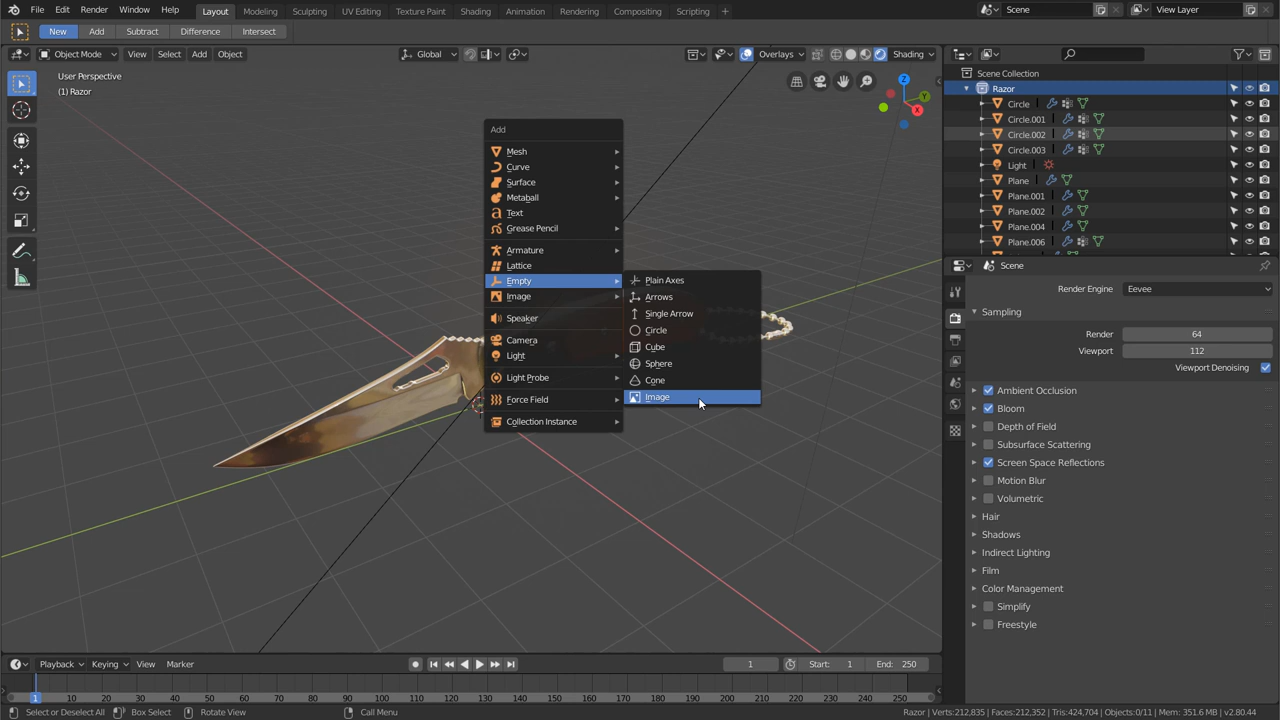 File Edit Render Window Help Layout Modeling Sculpting UV Editing Texture Paint Shading Animation Rendering Compositing Scripting Scene View Layer
New Add Subtract Difference Intersect
Object Mode View Select Add Object Global Overlays Shading
User Perspective
(1) Razor
Z
Y
X
Add
Mesh
Curve
Surface
Metaball
Text
Grease Pencil
Armature
Lattice
Empty
Image
Speaker
Camera
Light
Light Probe
Force Field
Collection Instance
Plain Axes
Arrows
Single Arrow
Circle
Cube
Sphere
Cone
Image
Scene Collection
Razor
Circle
Circle.001
Circle.002
Circle.003
Light
Plane
Plane.001
Plane.002
Plane.004
Plane.006
Scene
Render Engine Eevee
Sampling
Render 64
Viewport 112
Viewport Denoising
Ambient Occlusion
Bloom
Depth of Field
Subsurface Scattering
Screen Space Reflections
Motion Blur
Volumetric
Hair
Shadows
Indirect Lighting
Film
Color Management
Simplify
Freestyle
Playback Keying View Marker 1 Start: 1 End: 250
1 10 20 30 40 50 60 70 80 90 100 110 120 130 140 150 160 170 180 190 200 210 220 230 240 250
Select or Deselect All Box Select Rotate View Call Menu Razor | Verts:212,835 | Faces:212,352 | Tris:424,704 | Objects:0/11 | Mem: 351.6 MB | v2.80.44